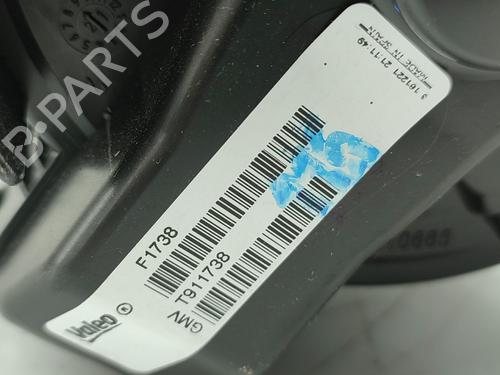 3 161221 21:11:49
MADE IN SPAIN
F1738
T911738
GMV
Valeo ®
B-PARTS